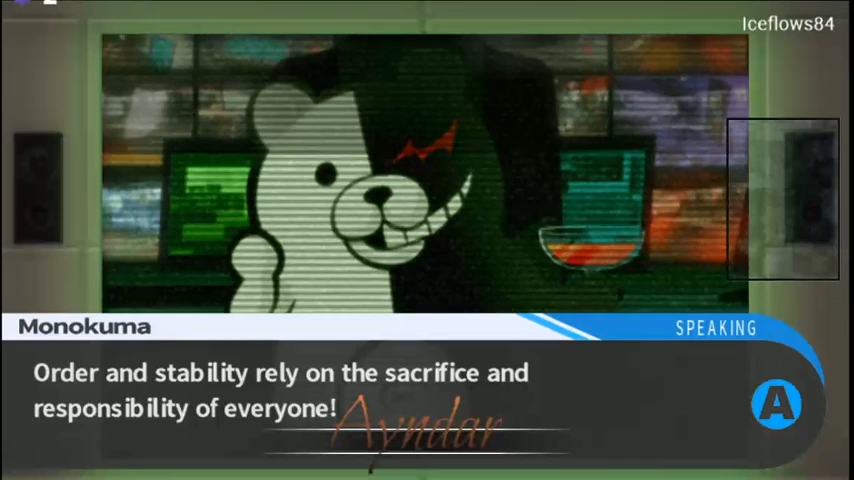 Iceflows84
Monokuma
SPEAKING
Order and stability rely on the sacrifice and
responsibility of everyone!
Ayndar
A